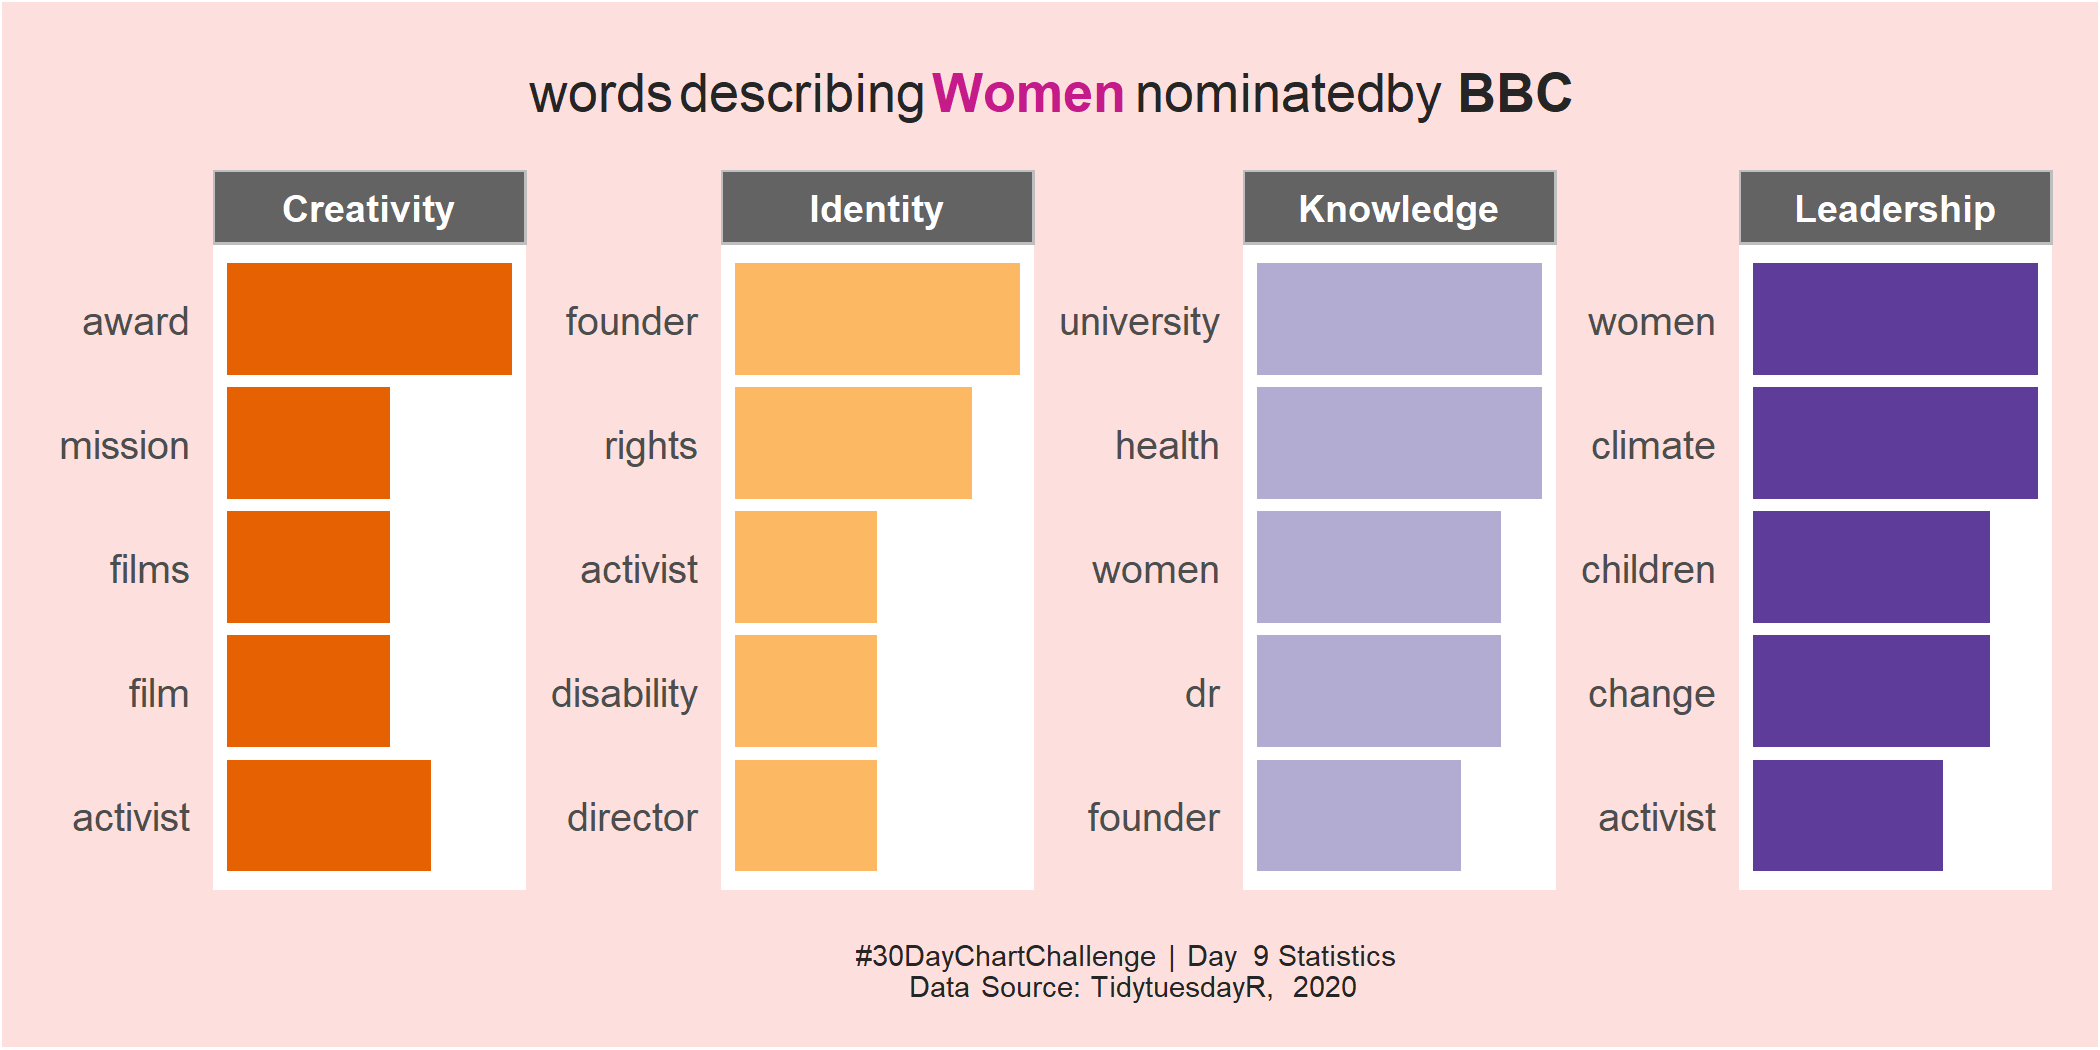 words describing Women nominatedby BBC
Creativity
award
mission
films
film
activist
Identity
founder
rights
activist
disability
director
Knowledge
university
health
women
dr
founder
Leadership
women
climate
children
change
activist
#30DayChartChallenge | Day 9 Statistics
Data Source: TidytuesdayR, 2020